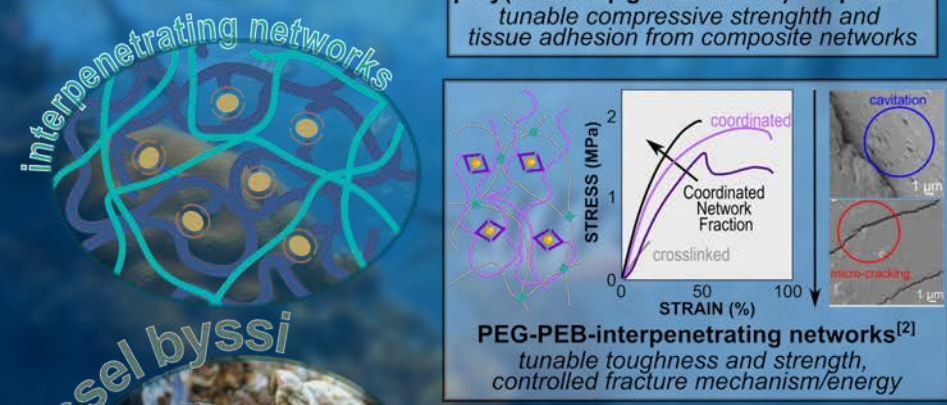 tunable compressive strenghth and
tissue adhesion from composite networks
interpenetrating networks
STRESS (MPa)
2
1
0
coordinated
Coordinated
Network
Fraction
crosslinked
0 50 100
STRAIN (%)
cavitation
1 µm
micro-cracking
1 µm
PEG-PEB-interpenetrating networks[2]
tunable toughness and strength,
controlled fracture mechanism/energy
byssi